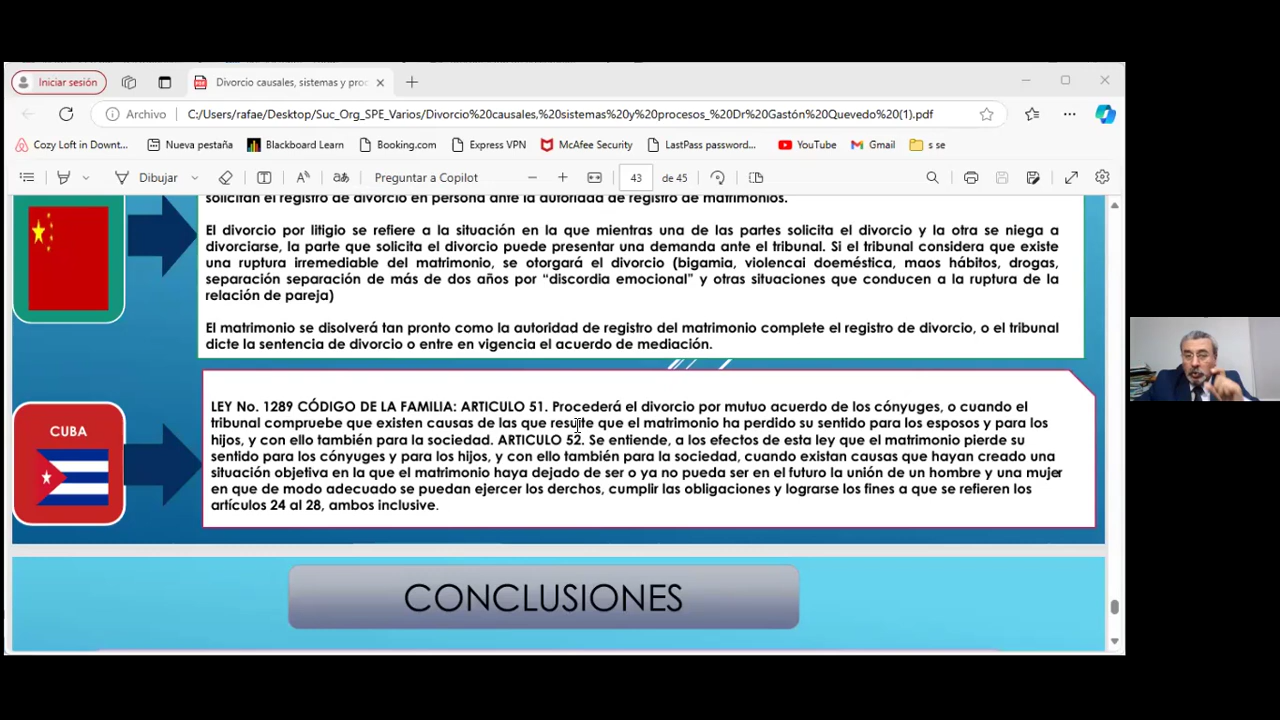 Iniciar sesión
Divorcio causales, sistemas y proc
Archivo
C:/Users/rafae/Desktop/Suc_Org_SPE_Varios/Divorcio%20causales,%20sistemas%20y%20procesos_%20Dr%20Gastón%20Quevedo%20(1).pdf
Cozy Loft in Downt...
Nueva pestaña
Blackboard Learn
Booking.com
Express VPN
McAfee Security
LastPass password...
YouTube
Gmail
s se
Dibujar
Preguntar a Copilot
43 de 45
solicitan el registro de divorcio en persona ante la autoridad de registro de matrimonios.
El divorcio por litigio se refiere a la situación en la que mientras una de las partes solicita el divorcio y la otra se niega a
divorciarse, la parte que solicita el divorcio puede presentar una demanda ante el tribunal. Si el tribunal considera que existe
una ruptura irremediable del matrimonio, se otorgará el divorcio (bigamia, violencai doeméstica, maos hábitos, drogas,
separación separación de más de dos años por “discordia emocional” y otras situaciones que conducen a la ruptura de la
relación de pareja)
El matrimonio se disolverá tan pronto como la autoridad de registro del matrimonio complete el registro de divorcio, o el tribunal
dicte la sentencia de divorcio o entre en vigencia el acuerdo de mediación.
CUBA
LEY No. 1289 CÓDIGO DE LA FAMILIA: ARTICULO 51. Procederá el divorcio por mutuo acuerdo de los cónyuges, o cuando el
tribunal compruebe que existen causas de las que resulte que el matrimonio ha perdido su sentido para los esposos y para los
hijos, y con ello también para la sociedad. ARTICULO 52. Se entiende, a los efectos de esta ley que el matrimonio pierde su
sentido para los cónyuges y para los hijos, y con ello también para la sociedad, cuando existan causas que hayan creado una
situación objetiva en la que el matrimonio haya dejado de ser o ya no pueda ser en el futuro la unión de un hombre y una mujer
en que de modo adecuado se puedan ejercer los derchos, cumplir las obligaciones y lograrse los fines a que se refieren los
artículos 24 al 28, ambos inclusive.
CONCLUSIONES